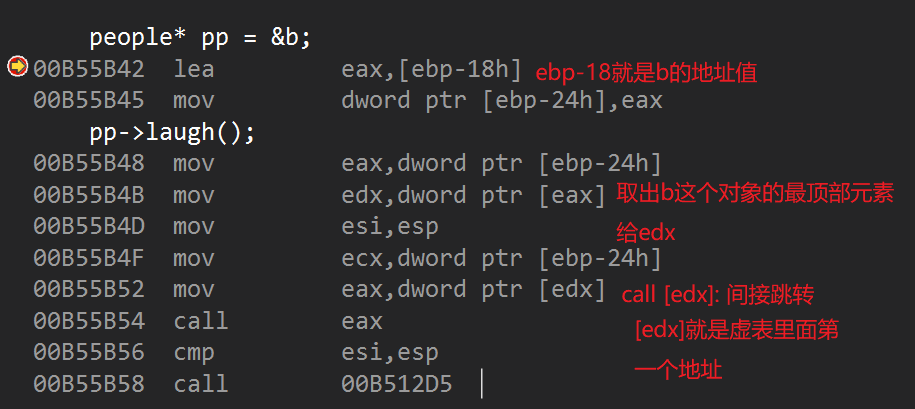 people* pp = &b;
00B55B42 lea eax,[ebp-18h] ebp-18就是b的地址值
00B55B45 mov dword ptr [ebp-24h],eax
pp->laugh();
00B55B48 mov eax,dword ptr [ebp-24h]
00B55B4B mov edx,dword ptr [eax] 取出b这个对象的最顶部元素
00B55B4D mov esi,esp 给edx
00B55B4F mov ecx,dword ptr [ebp-24h]
00B55B52 mov eax,dword ptr [edx] call [edx]: 间接跳转
00B55B54 call eax [edx]就是虚表里面第
00B55B56 cmp esi,esp 一个地址
00B55B58 call 00B512D5